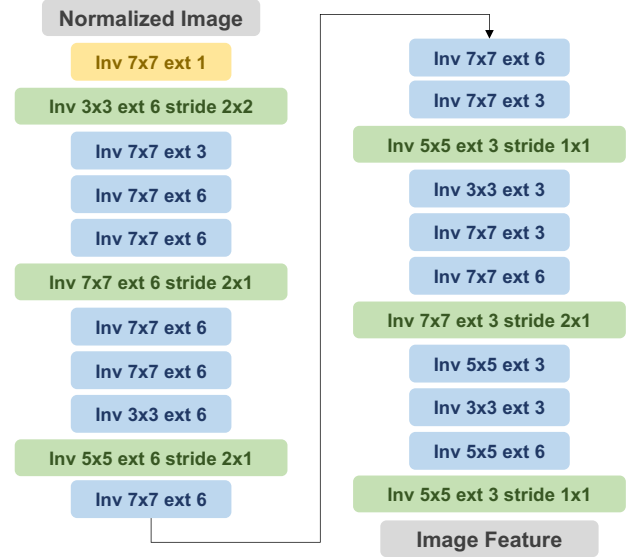 Normalized Image
Inv 7x7 ext 1
Inv 3x3 ext 6 stride 2x2
Inv 7x7 ext 3
Inv 7x7 ext 6
Inv 7x7 ext 6
Inv 7x7 ext 6 stride 2x1
Inv 7x7 ext 6
Inv 7x7 ext 6
Inv 3x3 ext 6
Inv 5x5 ext 6 stride 2x1
Inv 7x7 ext 6
Inv 7x7 ext 6
Inv 7x7 ext 3
Inv 5x5 ext 3 stride 1x1
Inv 3x3 ext 3
Inv 7x7 ext 3
Inv 7x7 ext 6
Inv 7x7 ext 3 stride 2x1
Inv 5x5 ext 3
Inv 3x3 ext 3
Inv 5x5 ext 6
Inv 5x5 ext 3 stride 1x1
Image Feature